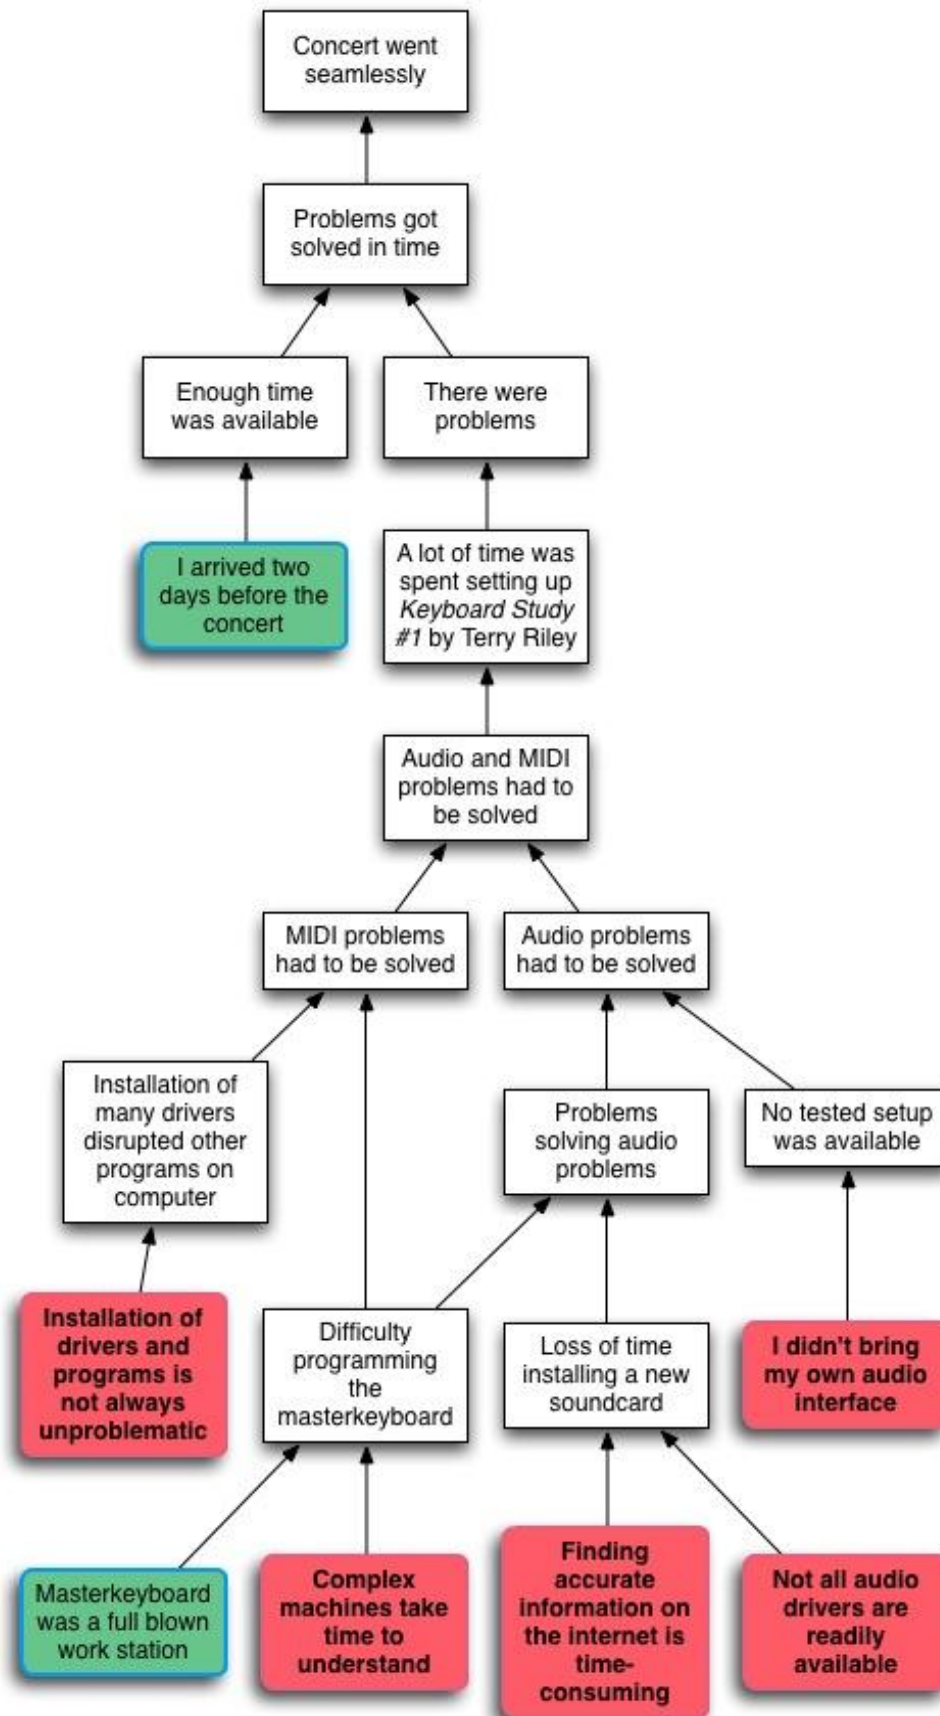 Concert went
seamlessly
Problems got
solved in time
Enough time
was available
There were
problems
I arrived two
days before the
concert
A lot of time was
spent setting up
Keyboard Study
#1 by Terry Riley
Audio and MIDI
problems had to
be solved
MIDI problems
had to be solved
Audio problems
had to be solved
Installation of
many drivers
disrupted other
programs on
computer
Problems
solving audio
problems
No tested setup
was available
Installation of
drivers and
programs is
not always
unproblematic
Difficulty
programming
the
masterkeyboard
Loss of time
installing a new
soundcard
I didn't bring
my own audio
interface
Masterkeyboard
was a full blown
work station
Complex
machines take
time to
understand
Finding
accurate
information on
the internet is
time-
consuming
Not all audio
drivers are
readily
available